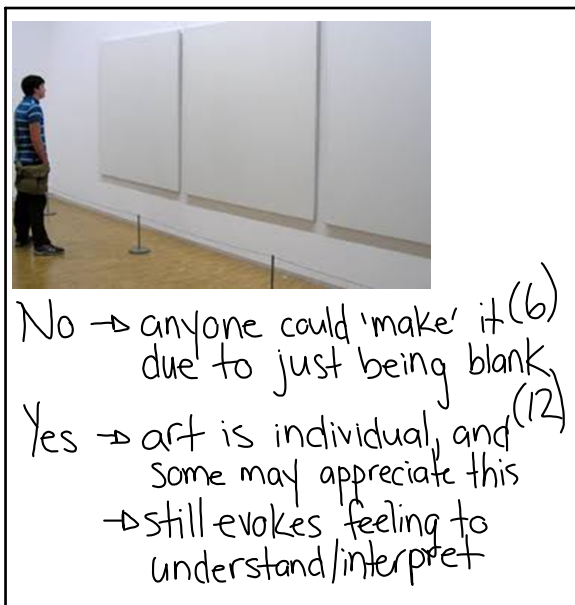 No → anyone could 'make' it (6)
due to just being blank
Yes → art is individual, and (12)
some may appreciate this
→ still evokes feeling to
understand/interpret